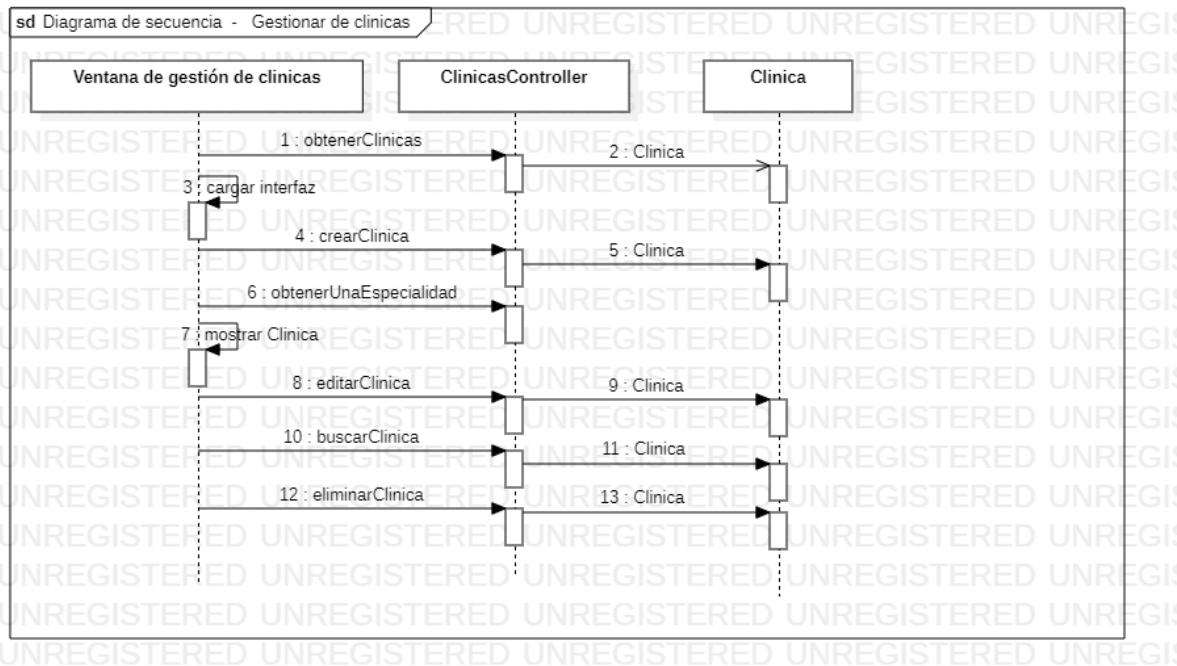 sd Diagrama de secuencia - Gestionar de clinicas
Ventana de gestión de clinicas
ClinicasController
Clinica
1 : obtenerClinicas
2 : Clinica
3 : cargar interfaz
4 : crearClinica
5 : Clinica
6 : obtenerUnaEspecialidad
7 : mostrar Clinica
8 : editarClinica
9 : Clinica
10 : buscarClinica
11 : Clinica
12 : eliminarClinica
13 : Clinica
UNREGISTERED